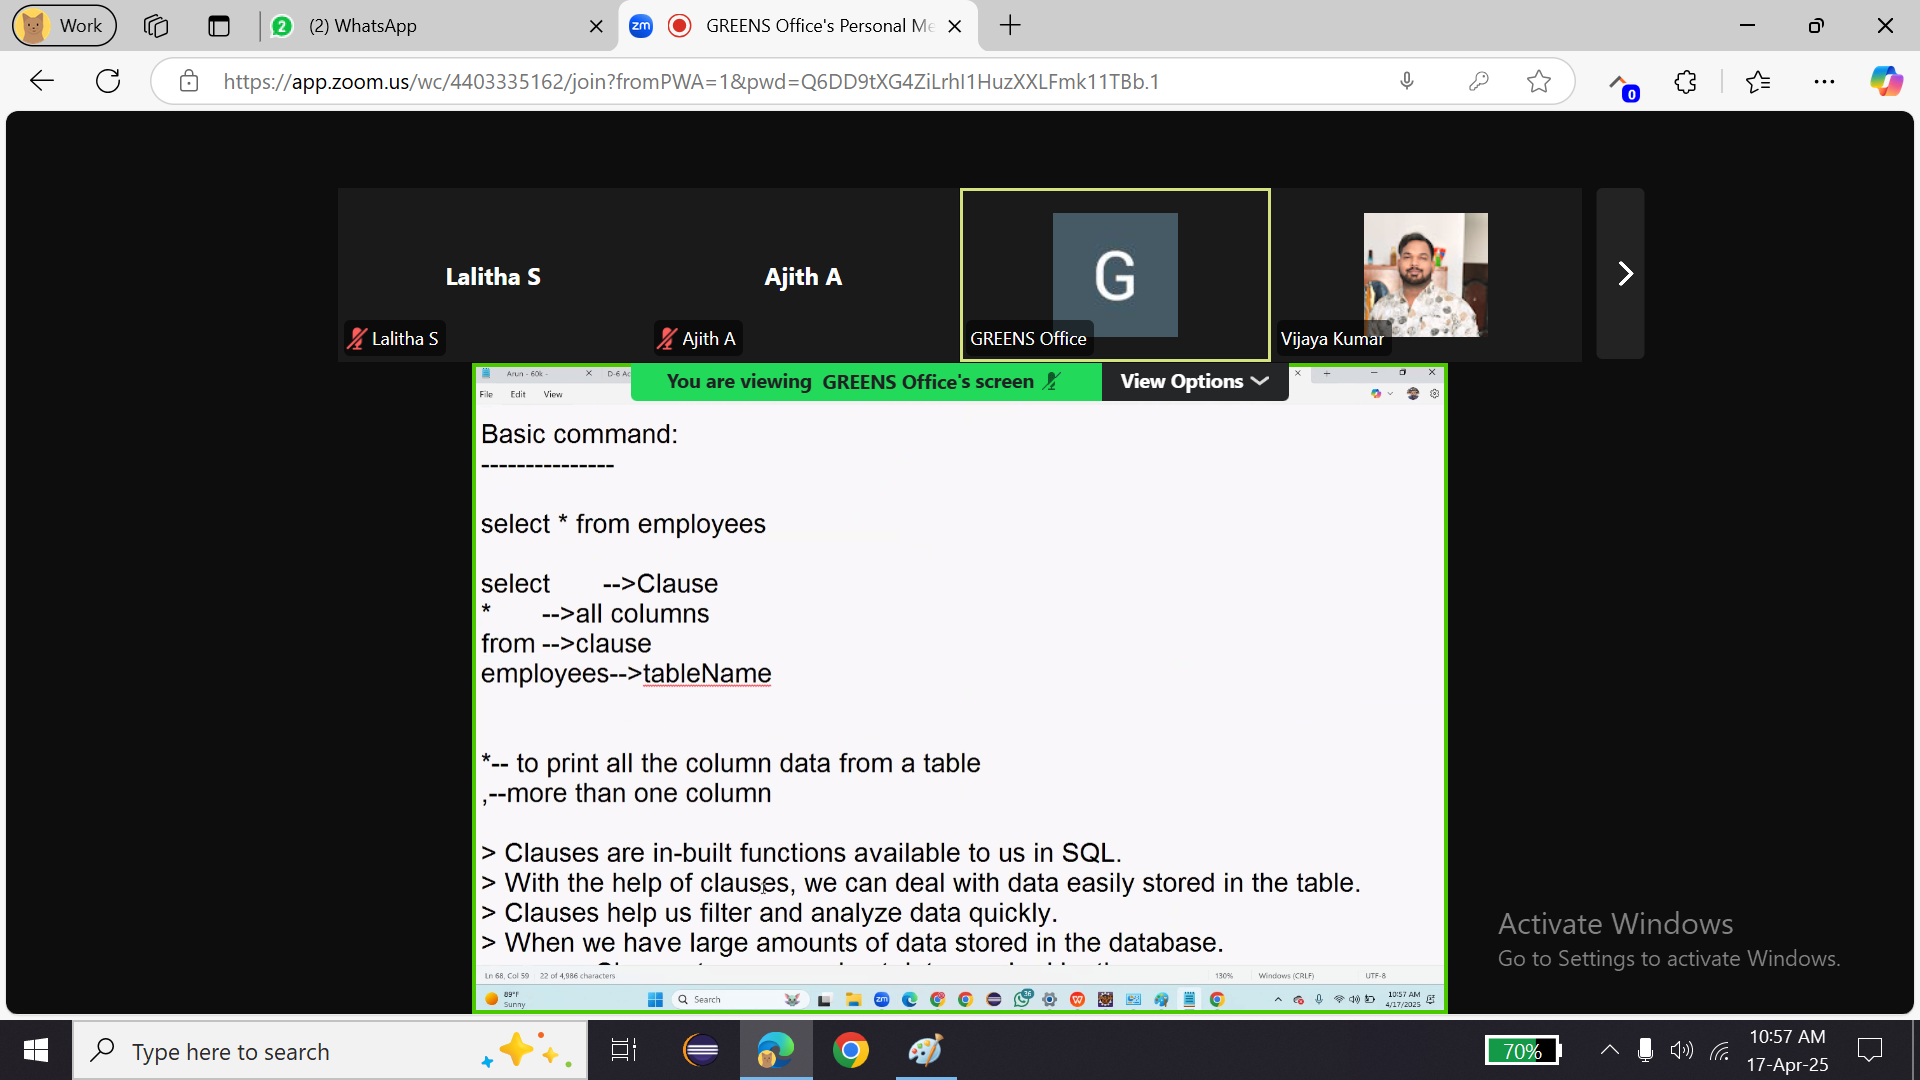 Work
(2) WhatsApp
GREENS Office's Personal Me
https://app.zoom.us/wc/4403335162/join?fromPWA=1&pwd=Q6DD9tXG4ZiLrhI1HuzXXLFmk11TBb.1
0
Lalitha S
Ajith A
G
Lalitha S
Ajith A
GREENS Office
Vijaya Kumar
Arun - 60k -
D-6 Ac
You are viewing GREENS Office's screen
View Options
File Edit View
Basic command:
---------------
select * from employees
select -->Clause
* -->all columns
from -->clause
employees-->tableName
*-- to print all the column data from a table
,--more than one column
> Clauses are in-built functions available to us in SQL.
> With the help of clauses, we can deal with data easily stored in the table.
> Clauses help us filter and analyze data quickly.
> When we have large amounts of data stored in the database.
Ln 68, Col 59 22 of 4,986 characters 130% Windows (CRLF) UTF-8
89°F
Sunny
Search
36
10:57 AM
4/17/2025
Activate Windows
Go to Settings to activate Windows.
Type here to search
70%
10:57 AM
17-Apr-25